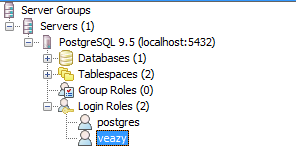 Server Groups
Servers (1)
PostgreSQL 9.5 (localhost:5432)
Databases (1)
Tablespaces (2)
Group Roles (0)
Login Roles (2)
postgres
veazy